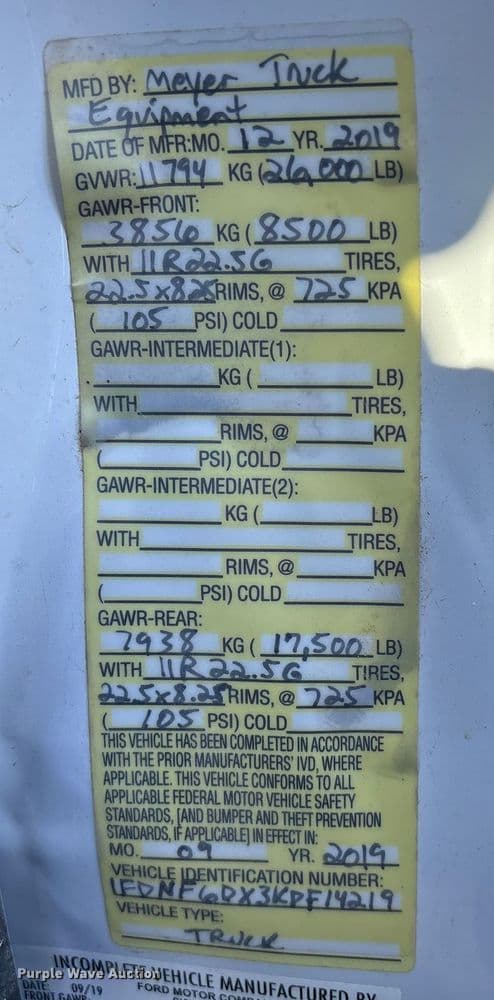 MFD BY: Meyer Truck
Equipment
DATE OF MFR:MO. 12 YR. 2019
GVWR: 11794 KG (26,000 LB)
GAWR-FRONT:
3856 KG ( 8500 LB)
WITH 11R22.5G TIRES,
22.5x8.25 RIMS, @ 725 KPA
( 105 PSI) COLD
GAWR-INTERMEDIATE(1):
KG ( LB)
WITH TIRES,
RIMS, @ KPA
( PSI) COLD
GAWR-INTERMEDIATE(2):
KG ( LB)
WITH TIRES,
RIMS, @ KPA
( PSI) COLD
GAWR-REAR:
7938 KG ( 17,500 LB)
WITH 11R22.5G TIRES,
22.5x8.25 RIMS, @ 725 KPA
( 105 PSI) COLD
THIS VEHICLE HAS BEEN COMPLETED IN ACCORDANCE
WITH THE PRIOR MANUFACTURERS' IVD, WHERE
APPLICABLE. THIS VEHICLE CONFORMS TO ALL
APPLICABLE FEDERAL MOTOR VEHICLE SAFETY
STANDARDS, [AND BUMPER AND THEFT PREVENTION
STANDARDS, IF APPLICABLE] IN EFFECT IN:
MO. 09 YR. 2019
VEHICLE IDENTIFICATION NUMBER:
1FDNF6DX3KDF14219
VEHICLE TYPE:
TRUCK
INCOMPLETE VEHICLE MANUFACTURED BY
Purple Wave Auction
DATE: 09/19 FORD MOTOR
FRONT GAWR: